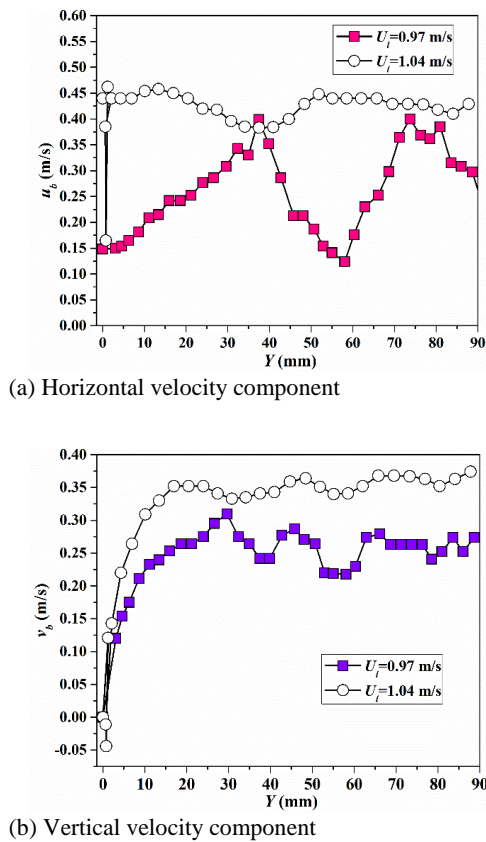 0.60
0.55
0.50
0.45
0.40
0.35
0.30
0.25
0.20
0.15
0.10
0.05
0.00
u_b (m/s)
U_l=0.97 m/s
U_l=1.04 m/s
0 10 20 30 40 50 60 70 80 90
Y (mm)
(a) Horizontal velocity component
0.40
0.35
0.30
0.25
0.20
0.15
0.10
0.05
0.00
-0.05
v_b (m/s)
U_l=0.97 m/s
U_l=1.04 m/s
0 10 20 30 40 50 60 70 80 90
Y (mm)
(b) Vertical velocity component